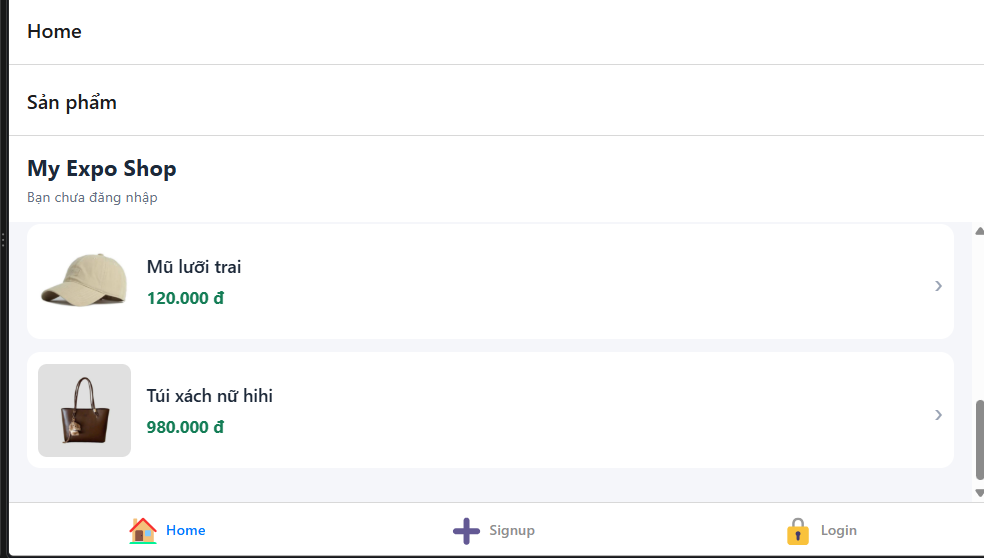 Home
Sản phẩm
My Expo Shop
Bạn chưa đăng nhập
Mũ lưỡi trai
120.000 đ
Túi xách nữ hihi
980.000 đ
Home
Signup
Login